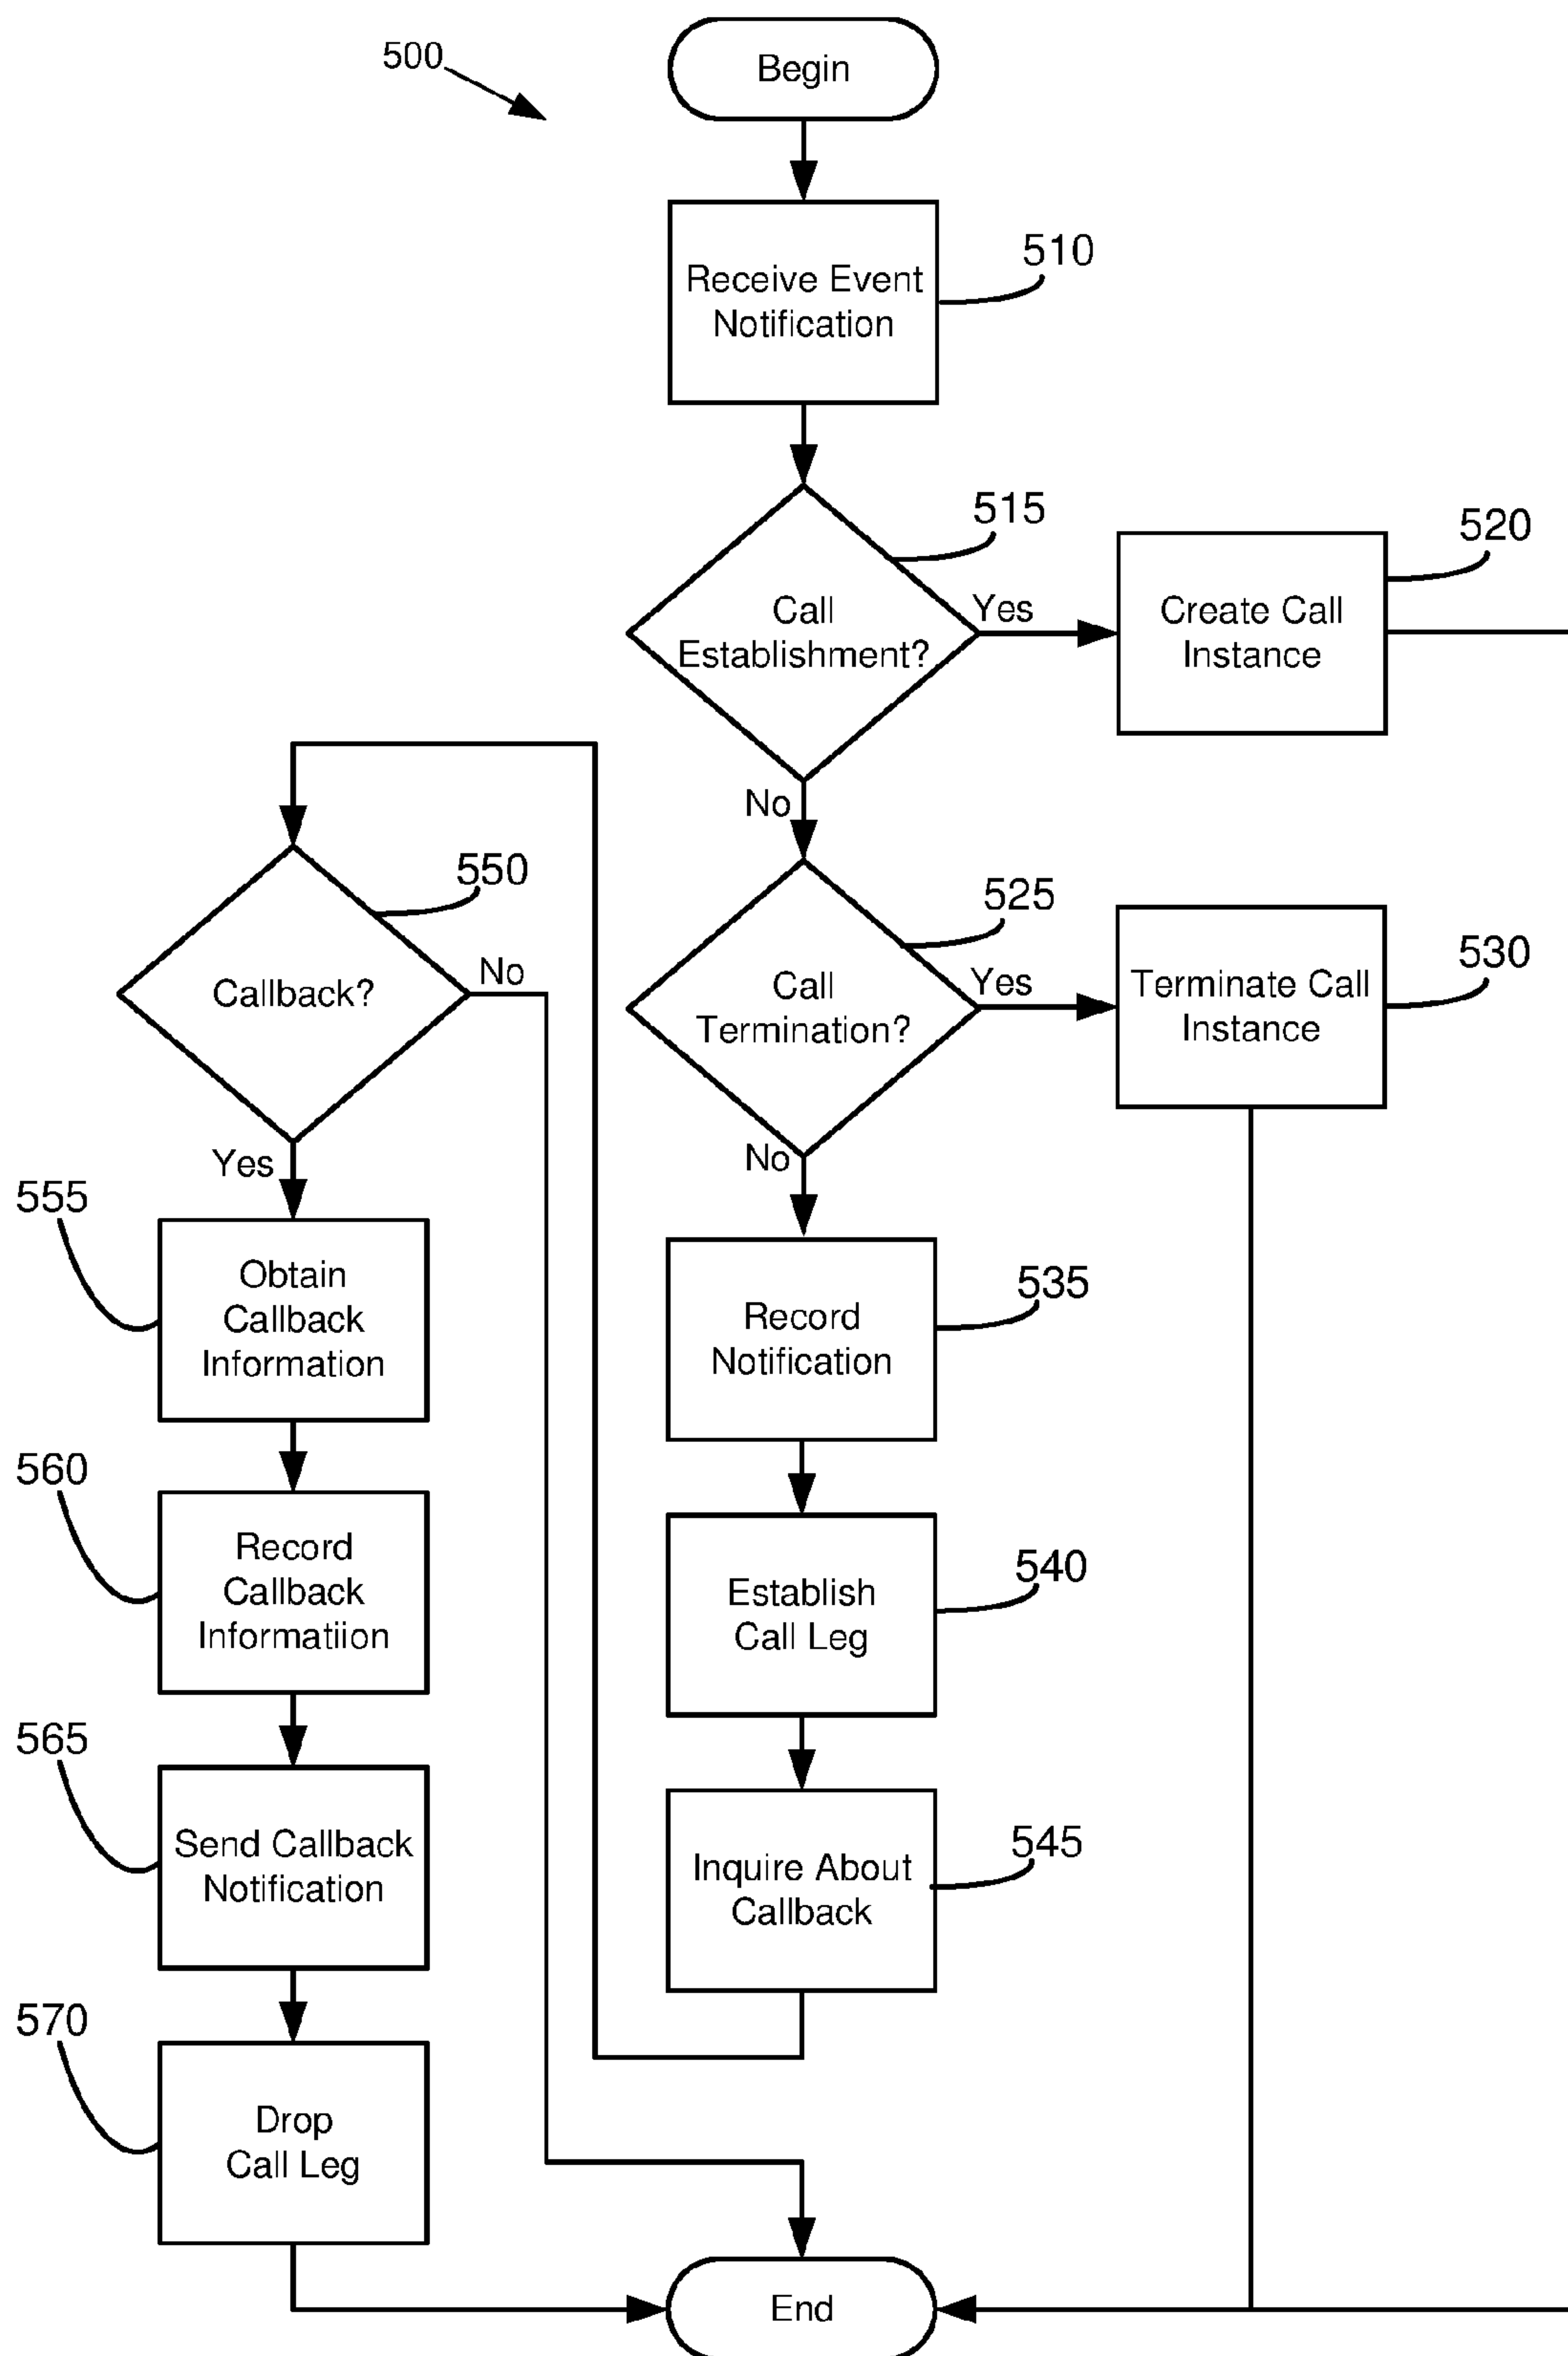 500
Begin
510
Receive Event
Notification
515
Call
Establishment?
Yes
520
Create Call
Instance
No
525
Call
Termination?
Yes
530
Terminate Call
Instance
No
535
Record
Notification
540
Establish
Call Leg
545
Inquire About
Callback
550
Callback?
No
Yes
555
Obtain
Callback
Information
560
Record
Callback
Informatiion
565
Send Callback
Notification
570
Drop
Call Leg
End